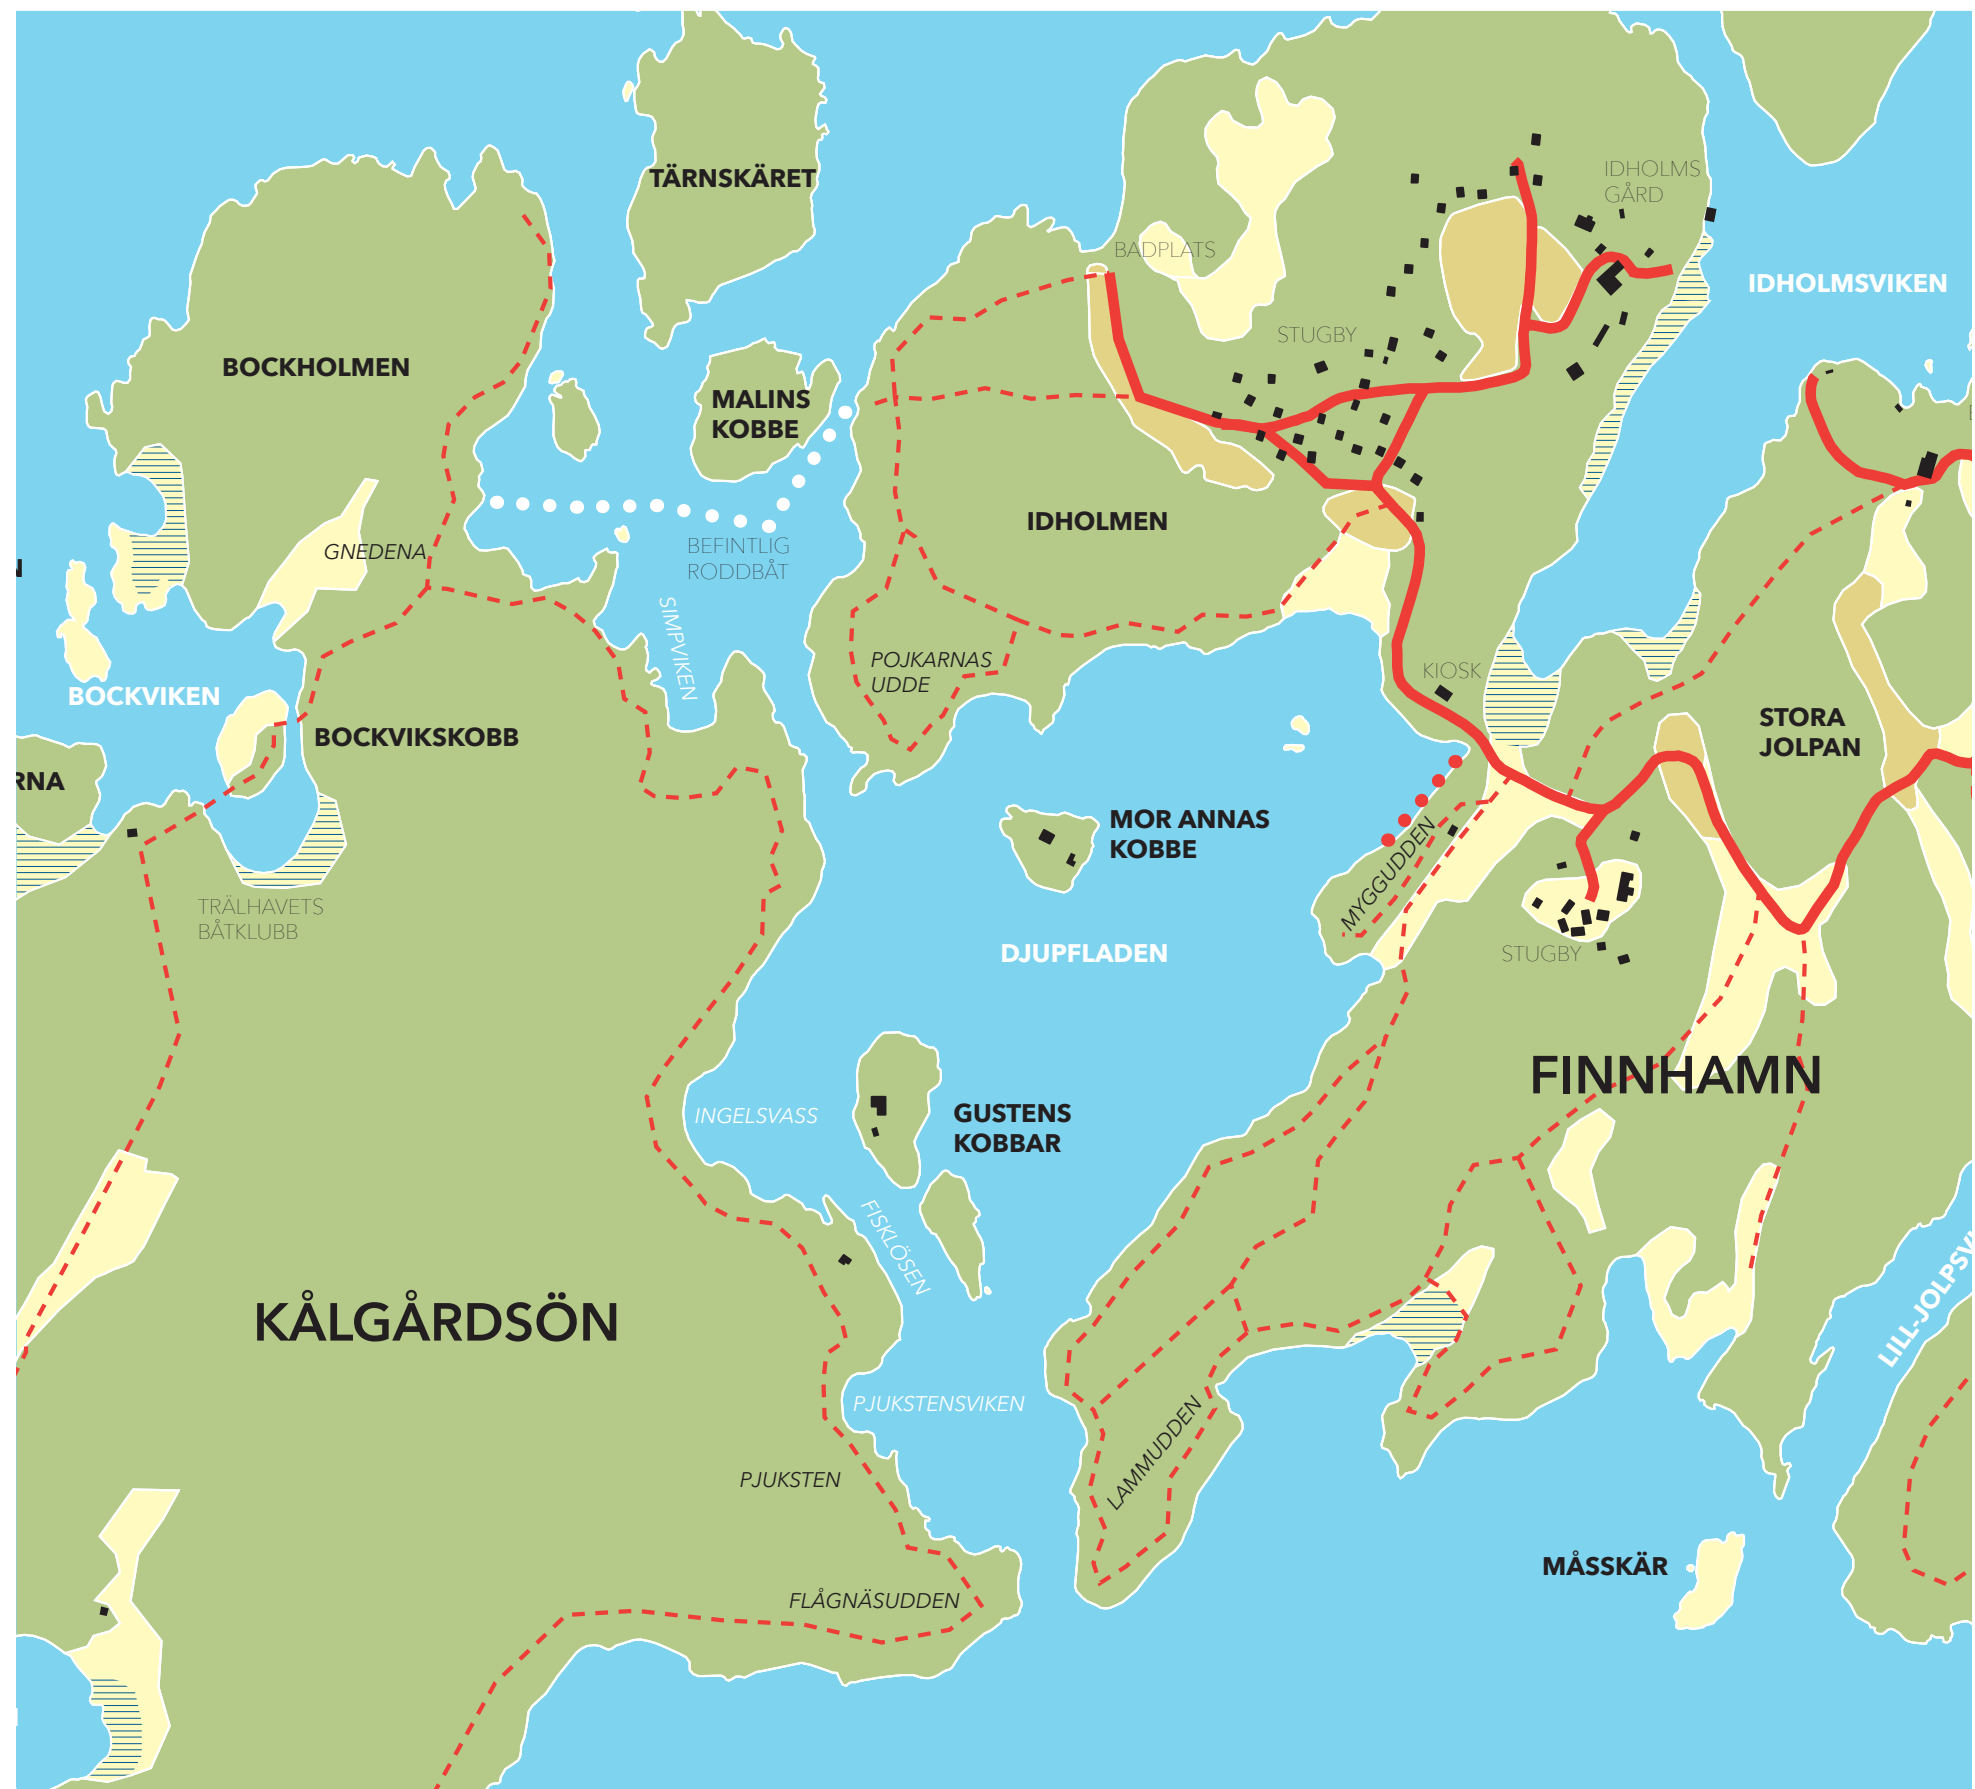 TÄRNSKÄRET
IDHOLMS
GÅRD
BADPLATS
IDHOLMSVIKEN
STUGBY
BOCKHOLMEN
MALINS
KOBBE
IDHOLMEN
GNEDENA
BEFINTLIG
RODDBÅT
SIMPVIKEN
POJKARNAS
UDDE
KIOSK
BOCKVIKEN
BOCKVIKSKOBB
STORA
JOLPAN
RNA
MOR ANNAS
KOBBE
MYGGUDDEN
TRÄLHAVETS
BÅTKLUBB
DJUPFLADEN
STUGBY
FINNHAMN
INGELSVASS
GUSTENS
KOBBAR
FISKLÖSEN
KÅLGÅRDSÖN
LILL-JOLPSVI
PJUKSTENSVIKEN
LAMMUDDEN
PJUKSTEN
MÅSSKÄR
FLÅGNÄSUDDEN